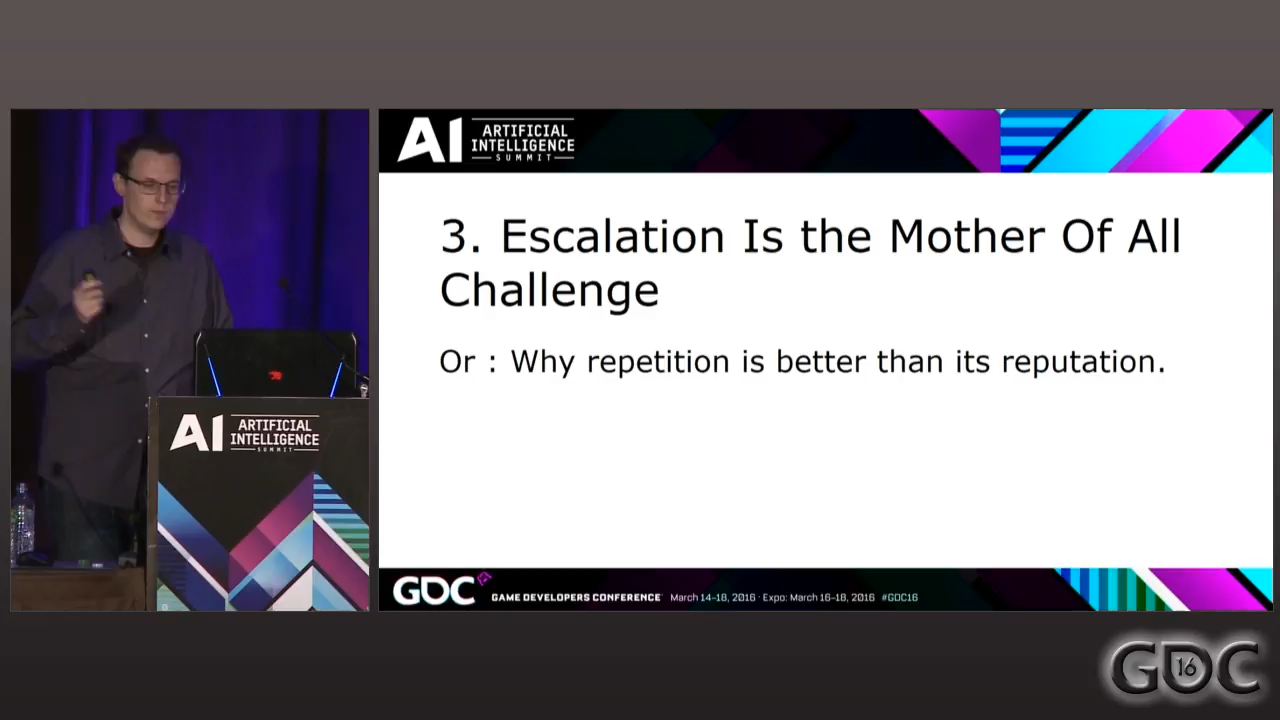 AI ARTIFICIAL
INTELLIGENCE
SUMMIT
3. Escalation Is the Mother Of All
Challenge
Or : Why repetition is better than its reputation.
AI ARTIFICIAL
INTELLIGENCE
SUMMIT
GDC GAME DEVELOPERS CONFERENCE March 14-18, 2016 · Expo: March 16-18, 2016 #GDC16
GDC 16